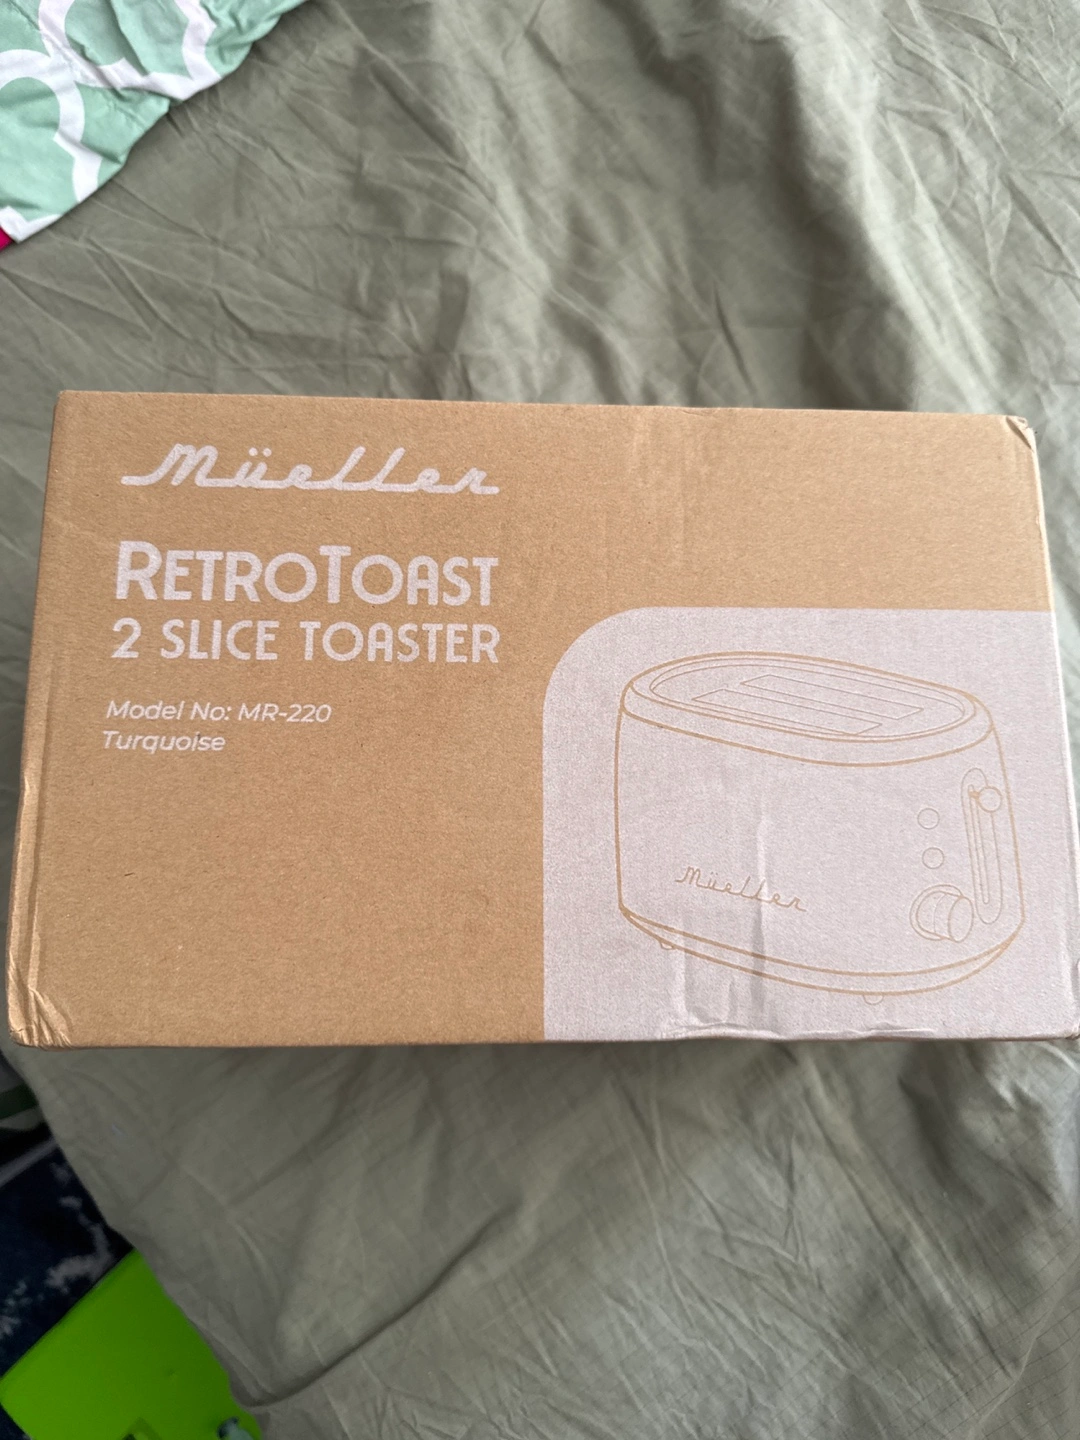 Müeller
RETROTOAST
2 SLICE TOASTER
Model No: MR-220
Turquoise
Müeller